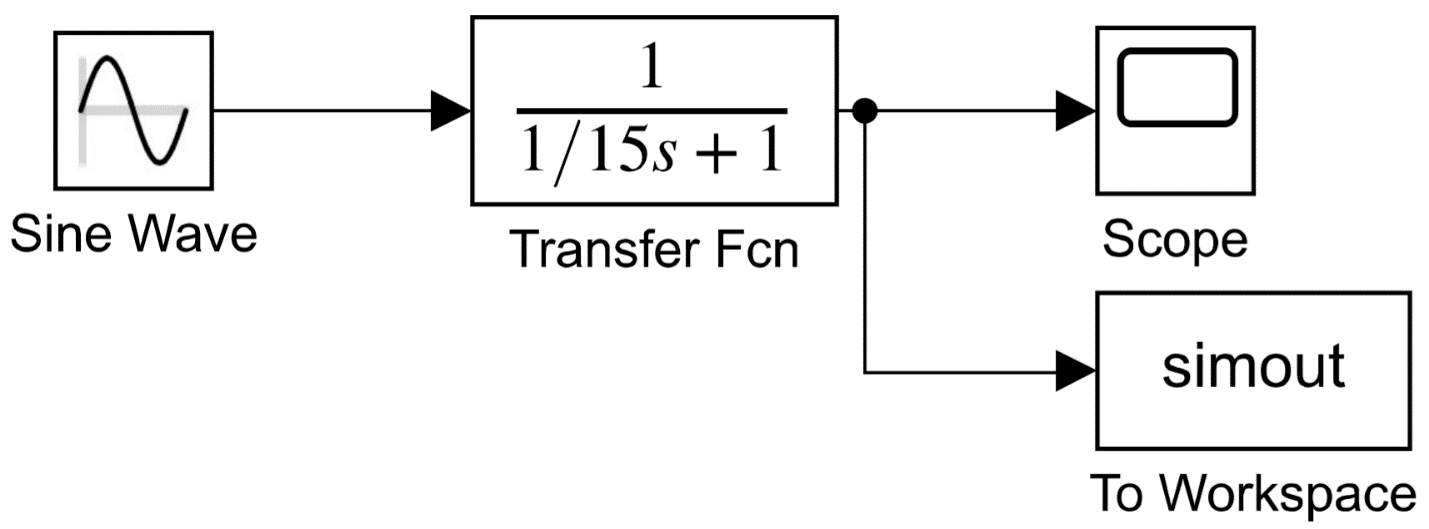 1
1/15s + 1
Sine Wave
Transfer Fcn
Scope
simout
To Workspace